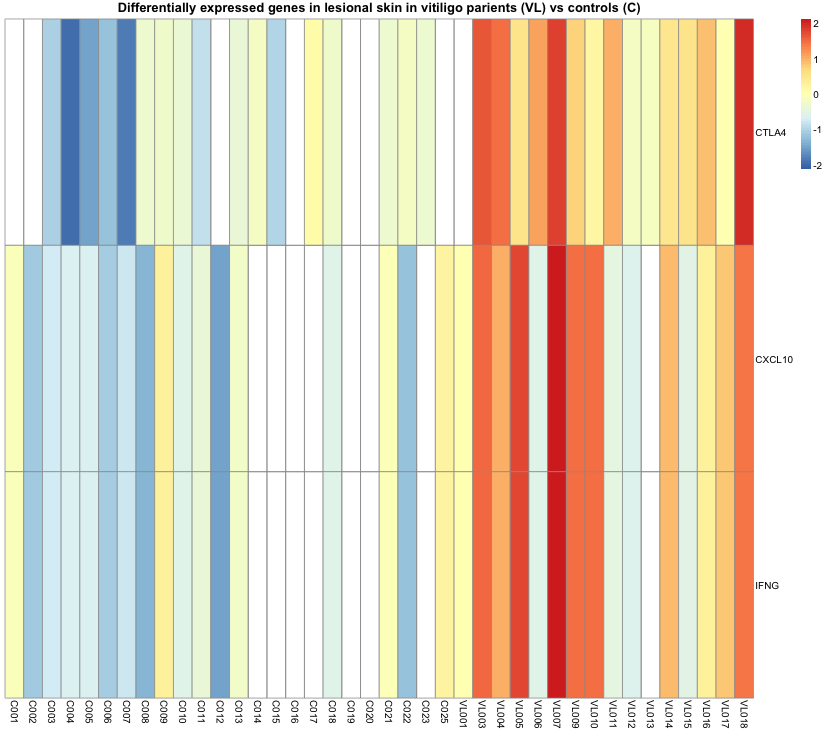 Differentially expressed genes in lesional skin in vitiligo parients (VL) vs controls (C)
2
1
0
-1
-2
CTLA4
CXCL10
IFNG
C001
C002
C003
C004
C005
C006
C007
C008
C009
C010
C011
C012
C013
C014
C015
C016
C017
C018
C019
C020
C021
C022
C023
C025
VL001
VL003
VL004
VL005
VL006
VL007
VL009
VL010
VL011
VL012
VL013
VL014
VL015
VL016
VL017
VL018